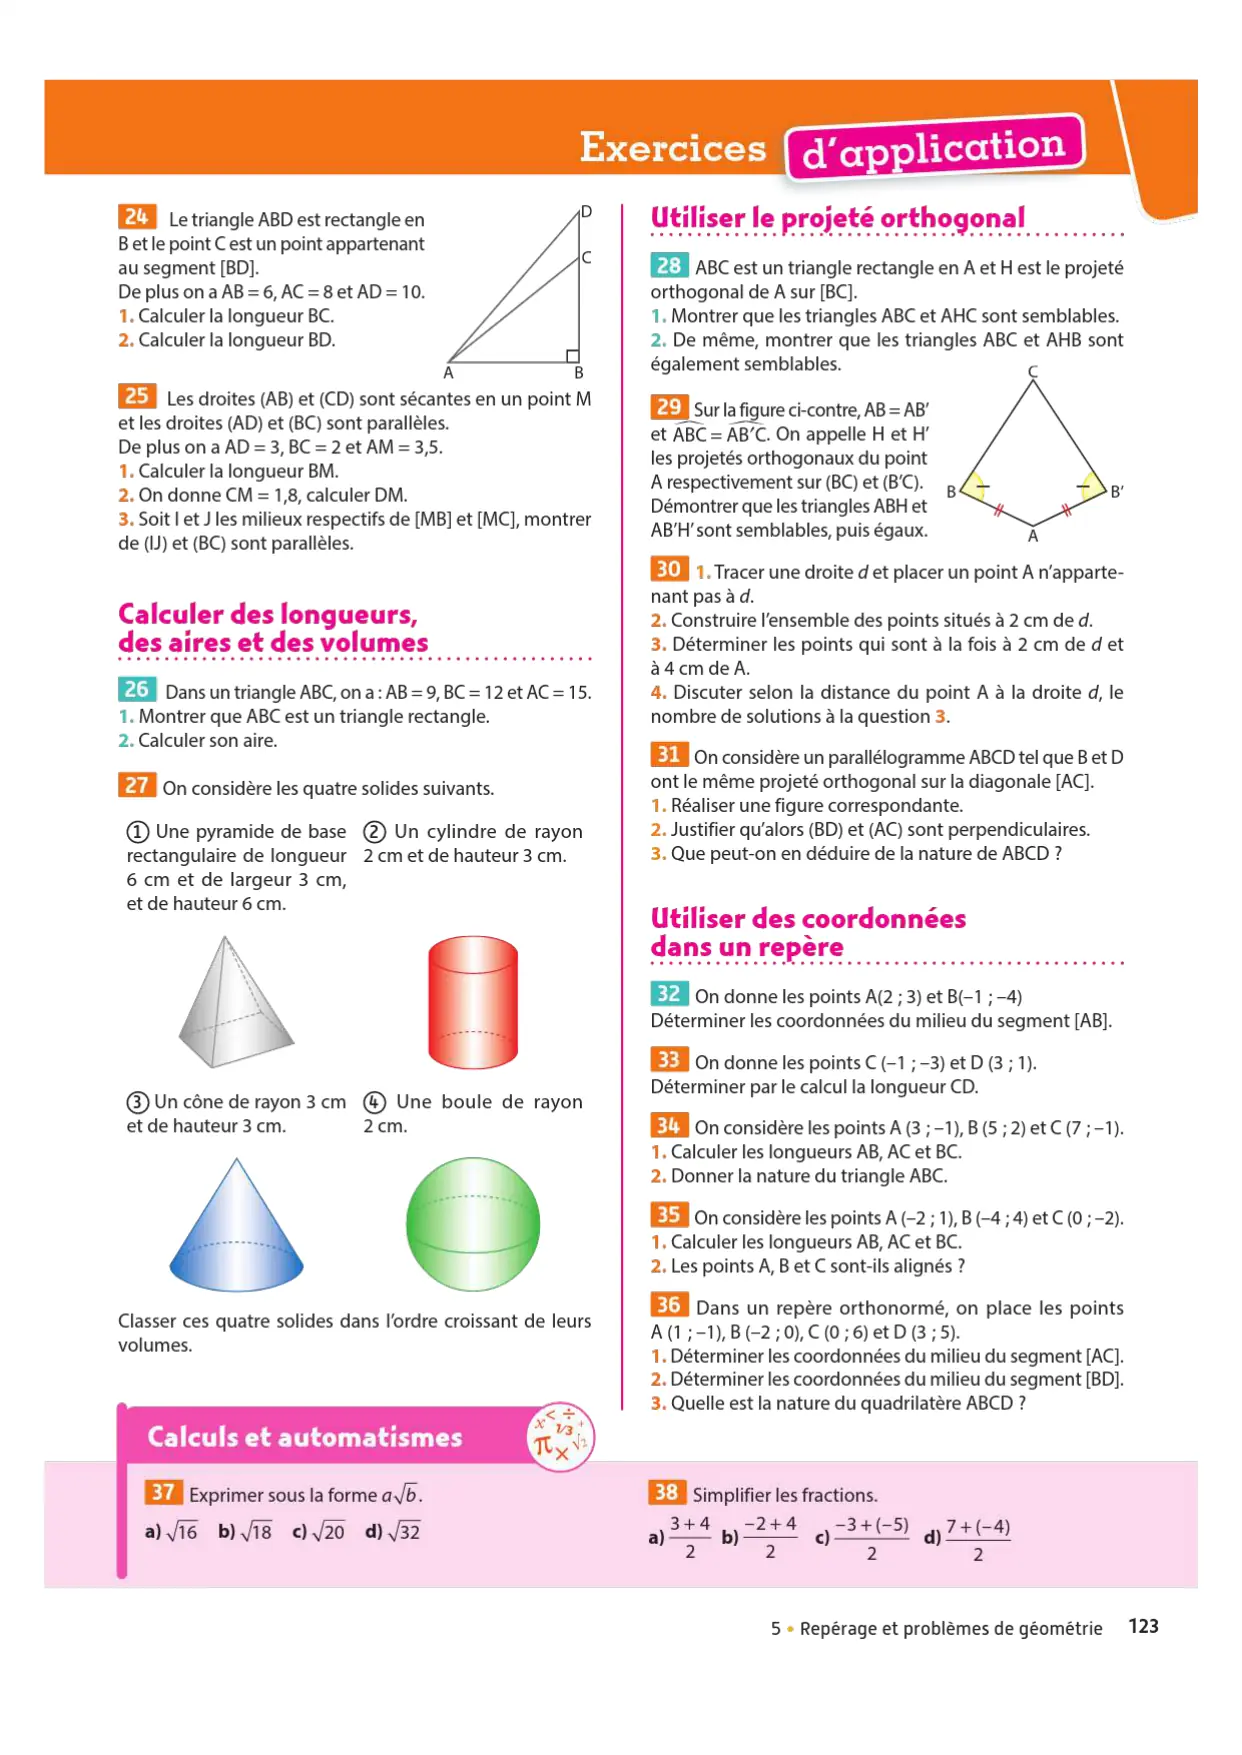 Exercices d'application
24 Le triangle ABD est rectangle en
B et le point C est un point appartenant
au segment [BD].
De plus on a AB = 6, AC = 8 et AD = 10.
1. Calculer la longueur BC.
2. Calculer la longueur BD.
D
C
A
B
25 Les droites (AB) et (CD) sont sécantes en un point M
et les droites (AD) et (BC) sont parallèles.
De plus on a AD = 3, BC = 2 et AM = 3,5.
1. Calculer la longueur BM.
2. On donne CM = 1,8, calculer DM.
3. Soit I et J les milieux respectifs de [MB] et [MC], montrer
de (IJ) et (BC) sont parallèles.
Calculer des longueurs,
des aires et des volumes
26 Dans un triangle ABC, on a : AB = 9, BC = 12 et AC = 15.
1. Montrer que ABC est un triangle rectangle.
2. Calculer son aire.
27 On considère les quatre solides suivants.
① Une pyramide de base
rectangulaire de longueur
6 cm et de largeur 3 cm,
et de hauteur 6 cm.
② Un cylindre de rayon
2 cm et de hauteur 3 cm.
③ Un cône de rayon 3 cm
et de hauteur 3 cm.
④ Une boule de rayon
2 cm.
Classer ces quatre solides dans l'ordre croissant de leurs
volumes.
Utiliser le projeté orthogonal
28 ABC est un triangle rectangle en A et H est le projeté
orthogonal de A sur [BC].
1. Montrer que les triangles ABC et AHC sont semblables.
2. De même, montrer que les triangles ABC et AHB sont
également semblables.
29 Sur la figure ci-contre, AB = AB'
et ABC = AB'C. On appelle H et H'
les projetés orthogonaux du point
A respectivement sur (BC) et (B'C).
Démontrer que les triangles ABH et
AB'H' sont semblables, puis égaux.
C
B
B'
A
30 1. Tracer une droite d et placer un point A n'apparte-
nant pas à d.
2. Construire l'ensemble des points situés à 2 cm de d.
3. Déterminer les points qui sont à la fois à 2 cm de d et
à 4 cm de A.
4. Discuter selon la distance du point A à la droite d, le
nombre de solutions à la question 3.
31 On considère un parallélogramme ABCD tel que B et D
ont le même projeté orthogonal sur la diagonale [AC].
1. Réaliser une figure correspondante.
2. Justifier qu'alors (BD) et (AC) sont perpendiculaires.
3. Que peut-on en déduire de la nature de ABCD ?
Utiliser des coordonnées
dans un repère
32 On donne les points A(2 ; 3) et B(–1 ; –4)
Déterminer les coordonnées du milieu du segment [AB].
33 On donne les points C (–1 ; –3) et D (3 ; 1).
Déterminer par le calcul la longueur CD.
34 On considère les points A (3 ; –1), B (5 ; 2) et C (7 ; –1).
1. Calculer les longueurs AB, AC et BC.
2. Donner la nature du triangle ABC.
35 On considère les points A (–2 ; 1), B (–4 ; 4) et C (0 ; –2).
1. Calculer les longueurs AB, AC et BC.
2. Les points A, B et C sont-ils alignés ?
36 Dans un repère orthonormé, on place les points
A (1 ; –1), B (–2 ; 0), C (0 ; 6) et D (3 ; 5).
1. Déterminer les coordonnées du milieu du segment [AC].
2. Déterminer les coordonnées du milieu du segment [BD].
3. Quelle est la nature du quadrilatère ABCD ?
Calculs et automatismes
x < ÷ + 1/3 π × √2
37 Exprimer sous la forme a√b.
a) √16 b) √18 c) √20 d) √32
38 Simplifier les fractions.
a) (3 + 4)/2 b) (–2 + 4)/2 c) (–3 + (–5))/2 d) (7 + (–4))/2
5 • Repérage et problèmes de géométrie 123